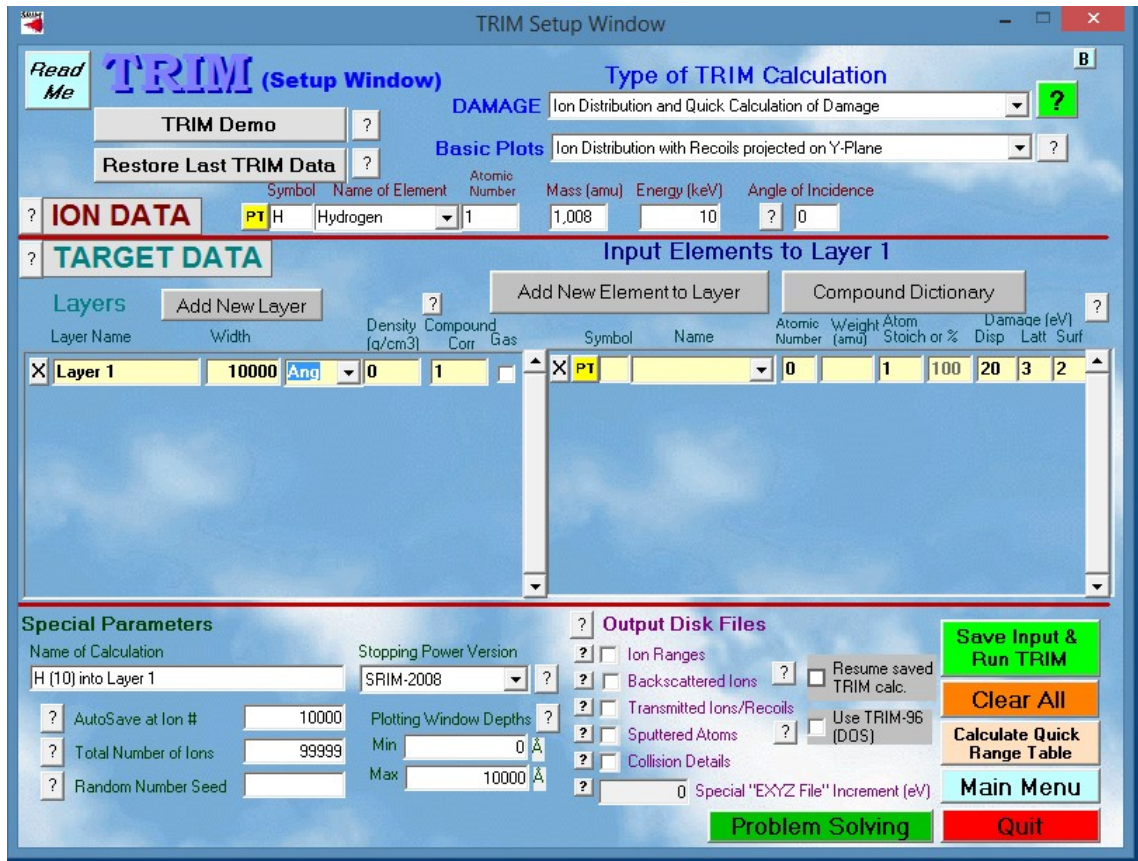 TRIM Setup Window
Read Me
TRIM (Setup Window)
Type of TRIM Calculation
B
DAMAGE Ion Distribution and Quick Calculation of Damage ?
TRIM Demo ?
Basic Plots Ion Distribution with Recoils projected on Y-Plane ?
Restore Last TRIM Data ?
Symbol Name of Element Atomic Number Mass (amu) Energy (keV) Angle of Incidence
? ION DATA PT H Hydrogen 1 1,008 10 ? 0
? TARGET DATA Input Elements to Layer 1
Layers Add New Layer ? Add New Element to Layer Compound Dictionary ?
Layer Name Width Density (g/cm3) Compound Corr Gas Symbol Name Atomic Number Weight (amu) Atom Stoich or % Damage (eV) Disp Latt Surf
X Layer 1 10000 Ang 0 1 X PT 0 1 100 20 3 2
Special Parameters
Name of Calculation Stopping Power Version
H (10) into Layer 1 SRIM-2008 ?
? AutoSave at Ion # 10000 Plotting Window Depths ?
? Total Number of Ions 99999 Min 0 Å
? Random Number Seed Max 10000 Å
? Output Disk Files
? Ion Ranges
? Backscattered Ions ? Resume saved TRIM calc.
? Transmitted Ions/Recoils
? Sputtered Atoms ? Use TRIM-96 (DOS)
? Collision Details
? 0 Special "EXYZ File" Increment (eV)
Save Input & Run TRIM
Clear All
Calculate Quick Range Table
Main Menu
Problem Solving Quit